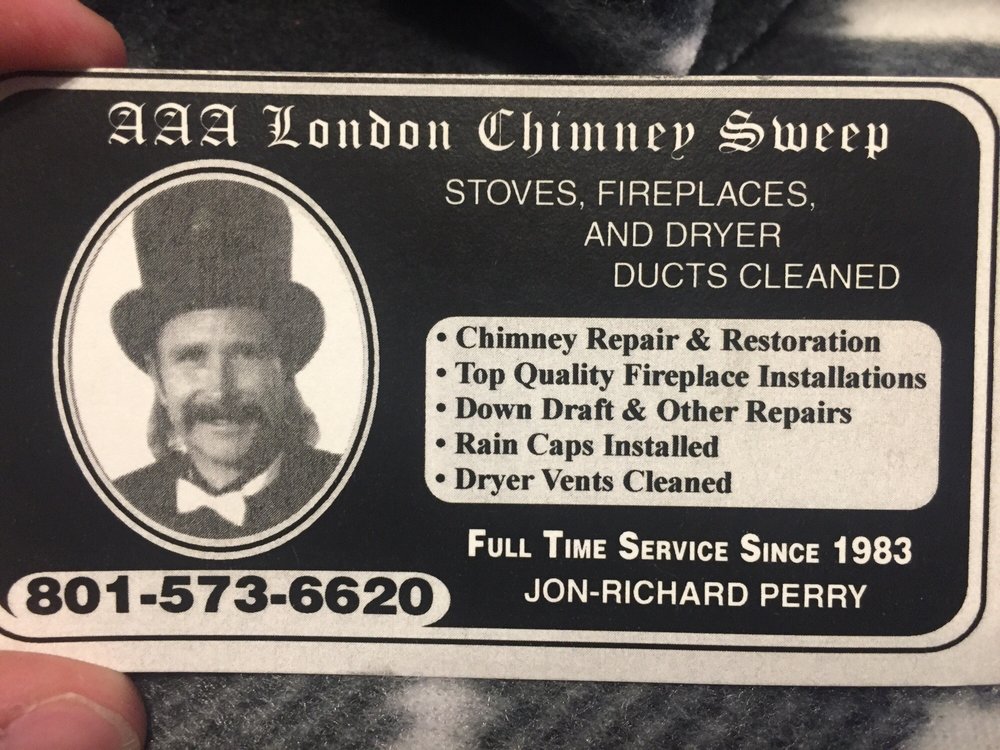 AAA London Chimney Sweep
STOVES, FIREPLACES,
AND DRYER
DUCTS CLEANED
• Chimney Repair & Restoration
• Top Quality Fireplace Installations
• Down Draft & Other Repairs
• Rain Caps Installed
• Dryer Vents Cleaned
FULL TIME SERVICE SINCE 1983
JON-RICHARD PERRY
801-573-6620